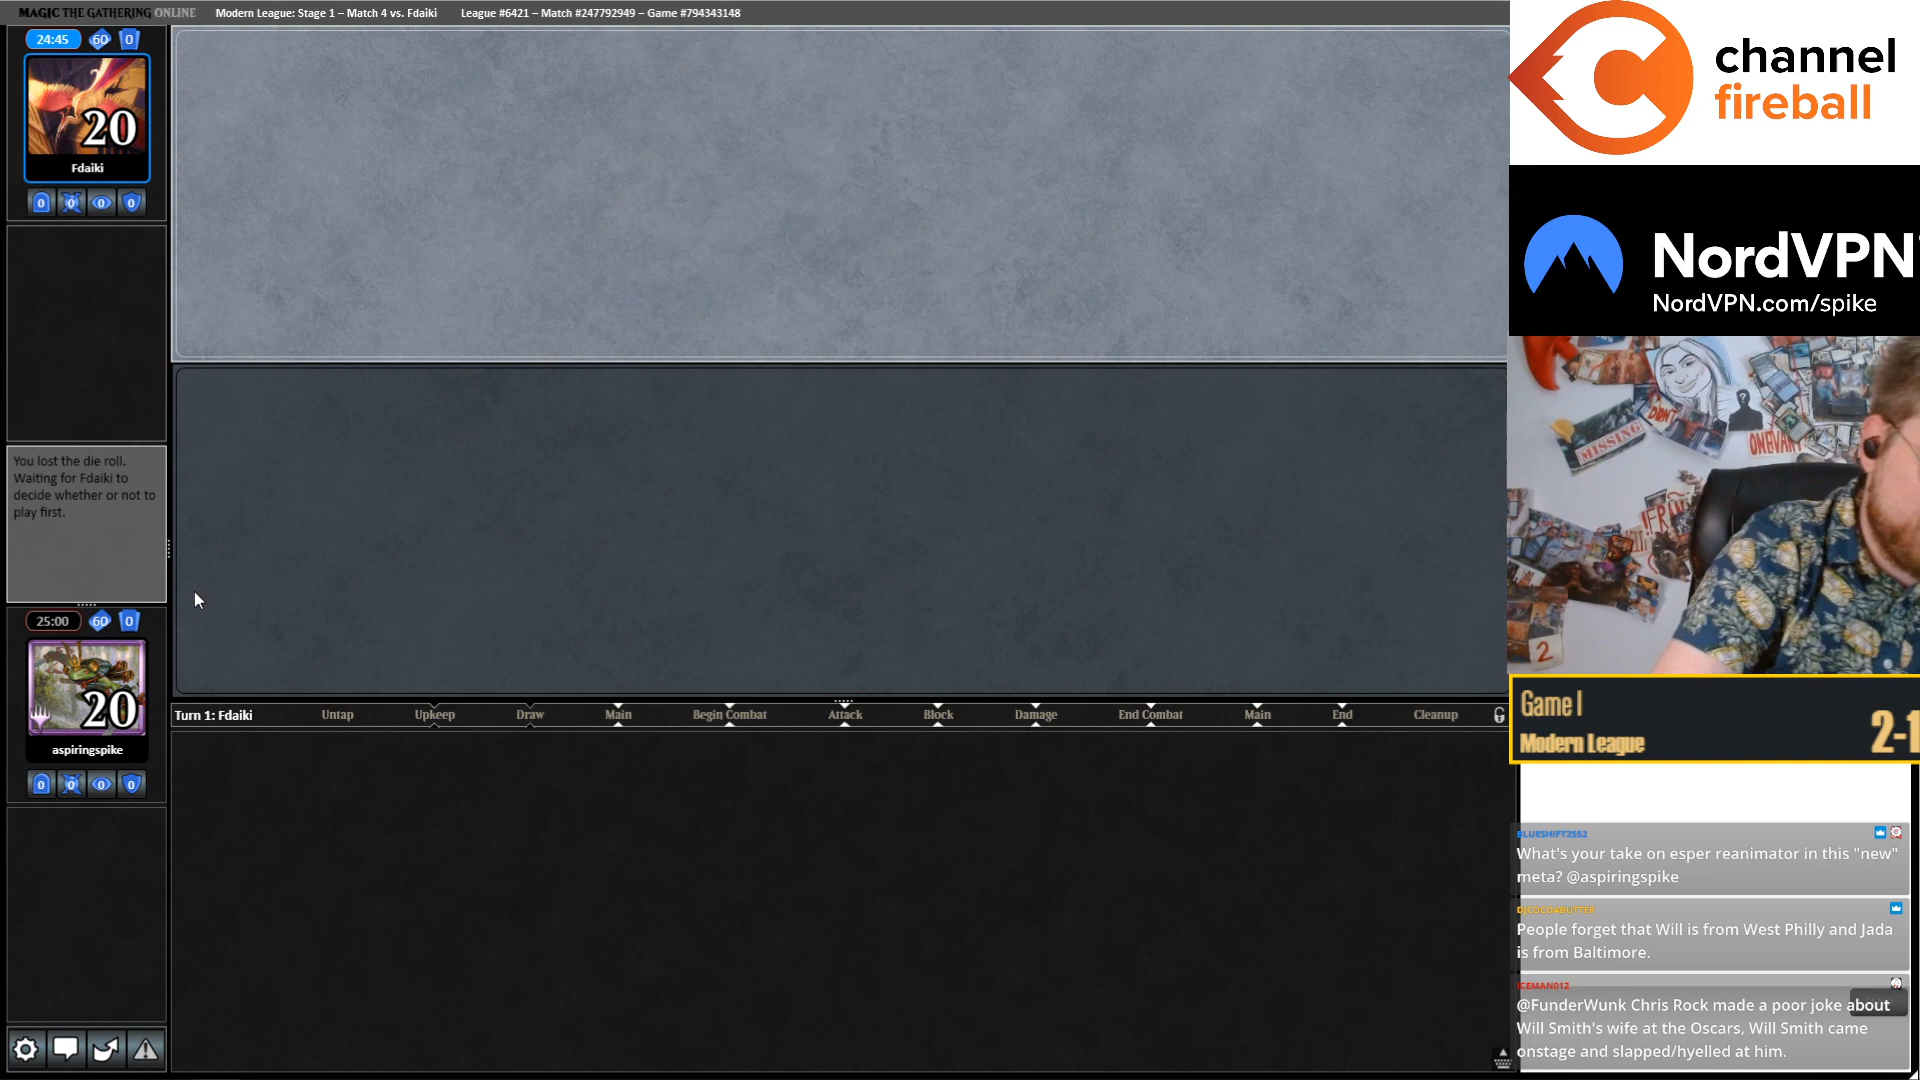 MAGIC THE GATHERING ONLINE Modern League: Stage 1 – Match 4 vs. Fdaiki League #6421 – Match #247792949 – Game #794343148
24:45 60 0
20
Fdaiki
0 0 0 0
You lost the die roll.
Waiting for Fdaiki to
decide whether or not to
play first.
25:00 60 0
20
aspiringspike
0 0 0 0
Turn 1: Fdaiki Untap Upkeep Draw Main Begin Combat Attack Block Damage End Combat Main End Cleanup
channel
fireball
NordVPN
NordVPN.com/spike
MISSING
2
Game 1
Modern League
2-1
BLUESHIFT2552
What's your take on esper reanimator in this "new"
meta? @aspiringspike
DJCOCOABUTTER
People forget that Will is from West Philly and Jada
is from Baltimore.
ICEMAN012
@FunderWunk Chris Rock made a poor joke about
Will Smith's wife at the Oscars, Will Smith came
onstage and slapped/hyelled at him.